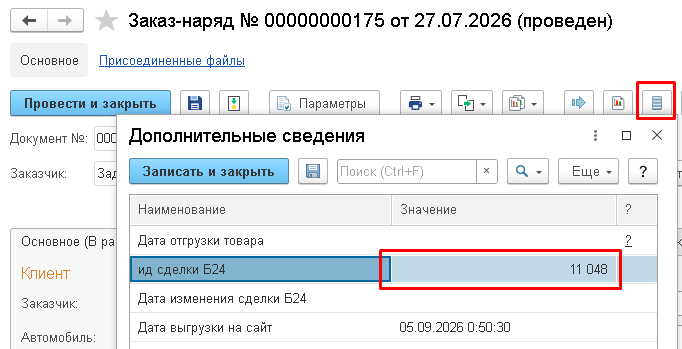 Заказ-наряд № 00000000175 от 27.07.2026 (проведен)
Основное Присоединенные файлы
Провести и закрыть Параметры
Документ №: 000
Заказчик: Зад
Дополнительные сведения
Записать и закрыть Поиск (Ctrl+F) × Еще ?
Наименование Значение ?
Дата отгрузки товара ?
ид сделки Б24 11 048
Дата изменения сделки Б24
Дата выгрузки на сайт 05.09.2026 0:50:30
Основное (В ра
Клиент
Заказчик:
Автомобиль: